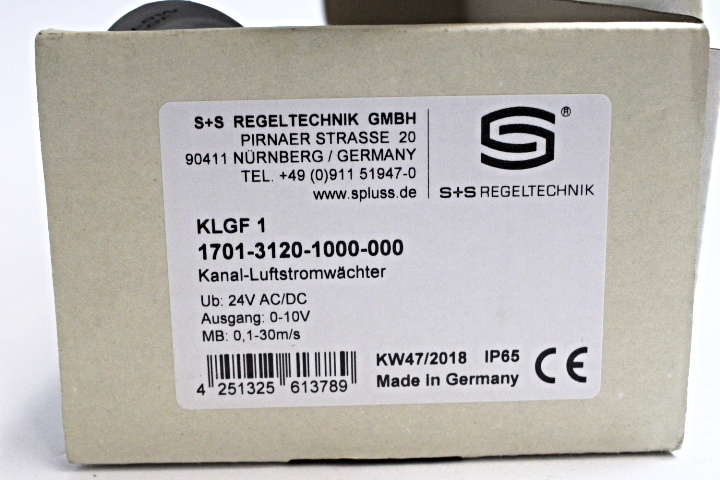 S+S REGELTECHNIK GMBH
PIRNAER STRASSE 20
90411 NÜRNBERG / GERMANY
TEL. +49 (0)911 51947-0
www.spluss.de
®
S+S REGELTECHNIK
KLGF 1
1701-3120-1000-000
Kanal-Luftstromwächter
Ub: 24V AC/DC
Ausgang: 0-10V
MB: 0,1-30m/s
4 251325 613789
KW47/2018 IP65
Made in Germany
CE